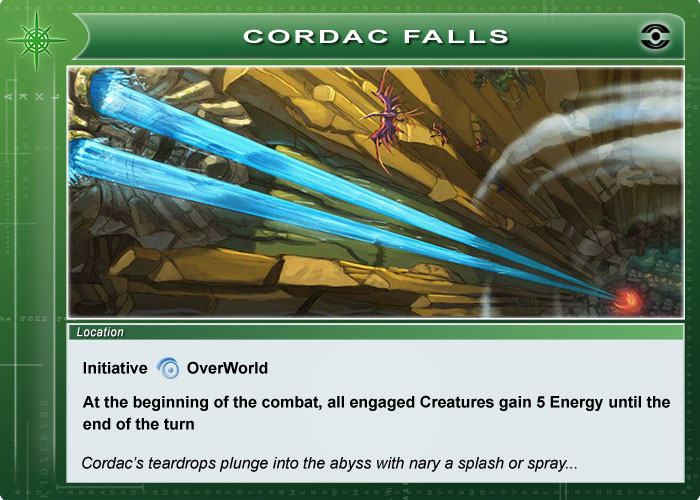 CORDAC FALLS
Location
Initiative OverWorld
At the beginning of the combat, all engaged Creatures gain 5 Energy until the
end of the turn
Cordac's teardrops plunge into the abyss with nary a splash or spray...